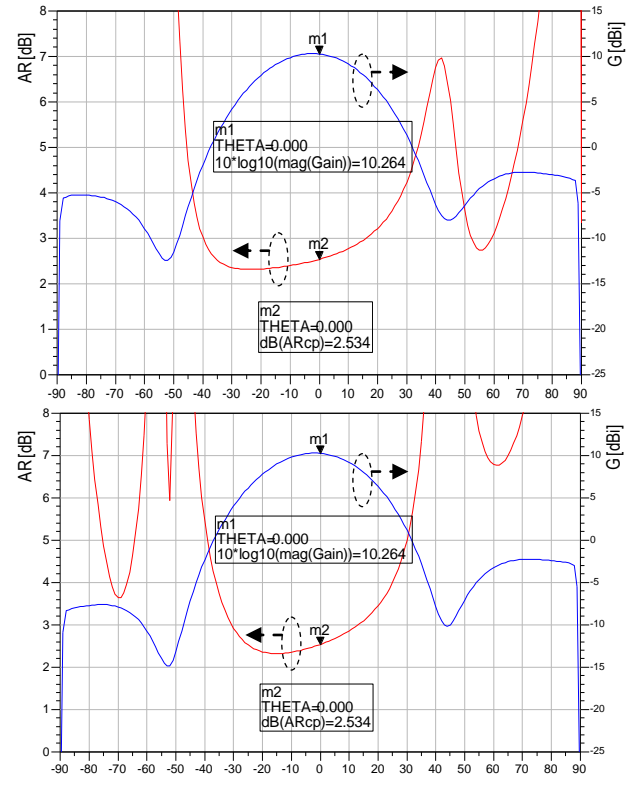 AR [dB]
G [dBi]
8
7
6
5
4
3
2
1
0
15
10
5
0
-5
-10
-15
-20
-25
m1
m1
THETA=0.000
10*log10(mag(Gain))=10.264
m2
m2
THETA=0.000
dB(ARcp)=2.534
-90 -80 -70 -60 -50 -40 -30 -20 -10 0 10 20 30 40 50 60 70 80 90
AR [dB]
G [dBi]
8
7
6
5
4
3
2
1
0
15
10
5
0
-5
-10
-15
-20
-25
m1
m1
THETA=0.000
10*log10(mag(Gain))=10.264
m2
m2
THETA=0.000
dB(ARcp)=2.534
-90 -80 -70 -60 -50 -40 -30 -20 -10 0 10 20 30 40 50 60 70 80 90